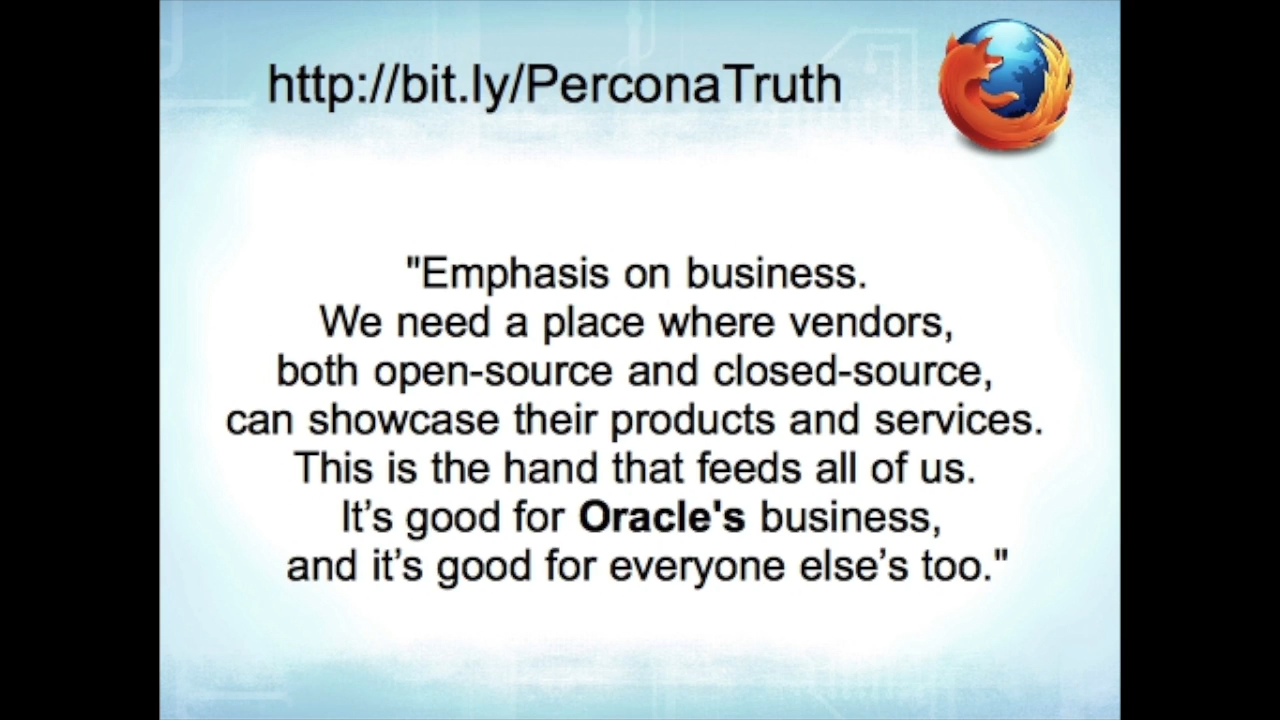 http://bit.ly/PerconaTruth
"Emphasis on business.
We need a place where vendors,
both open-source and closed-source,
can showcase their products and services.
This is the hand that feeds all of us.
It’s good for Oracle's business,
and it’s good for everyone else’s too."